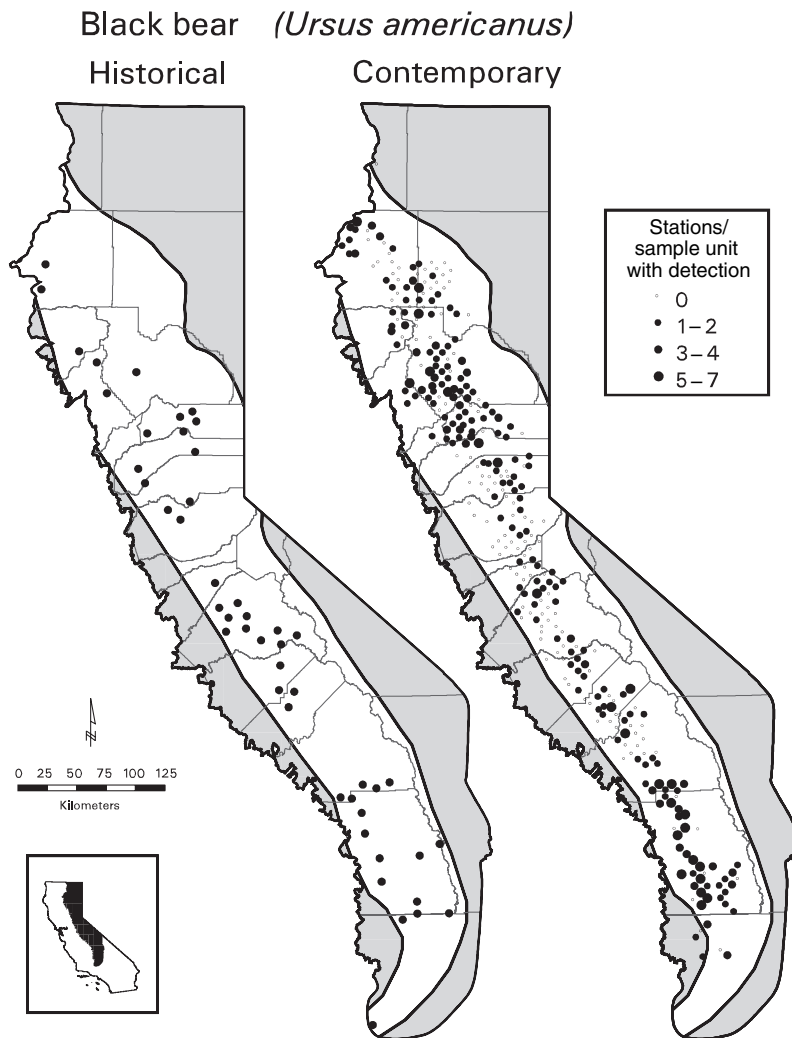 Black bear (Ursus americanus)
Historical
Contemporary
Stations/
sample unit
with detection
0
1–2
3–4
5–7
N
0 25 50 75 100 125
Kilometers